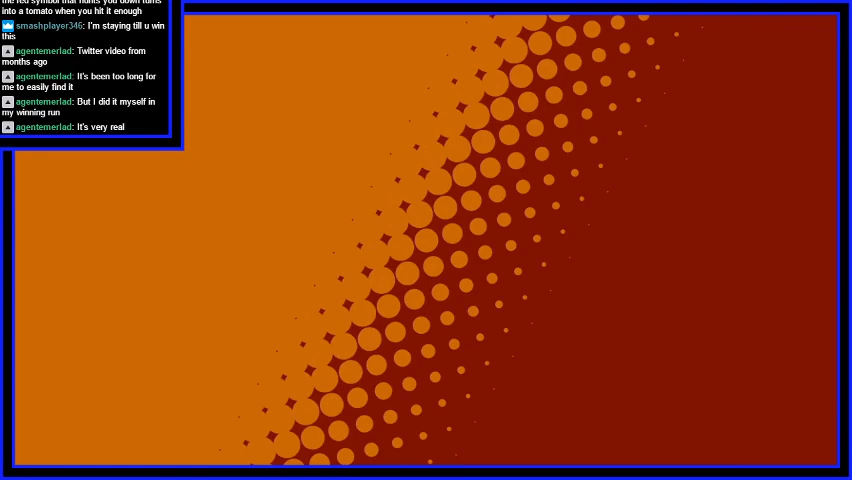 the red symbol that hunts you down turns
into a tomato when you hit it enough
smashplayer346: I'm staying till u win
this
agentemerlad: Twitter video from
months ago
agentemerlad: It's been too long for
me to easily find it
agentemerlad: But I did it myself in
my winning run
agentemerlad: It's very real